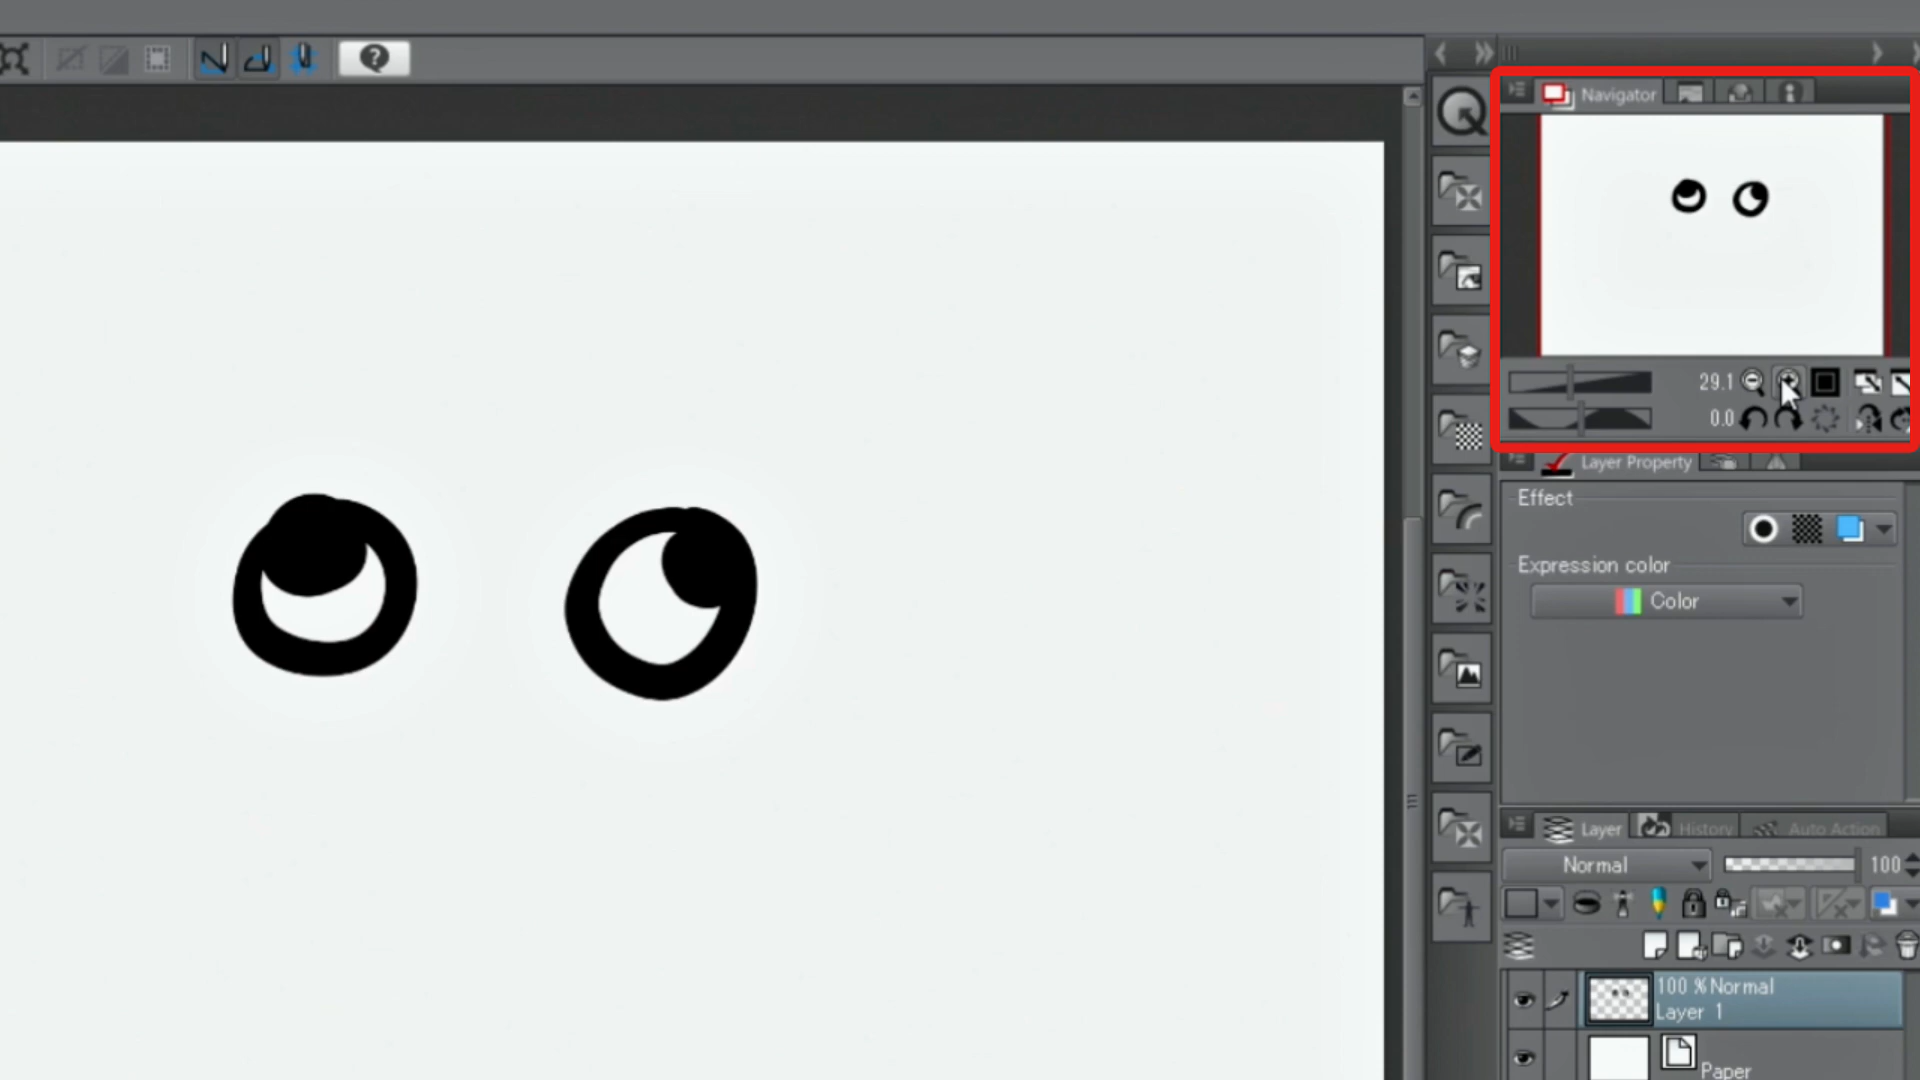 Navigator
29.1
0.0
Layer Property
Effect
Expression color
Color
Layer
History
Auto Action
Normal
100
100 %Normal
Layer 1
Paper